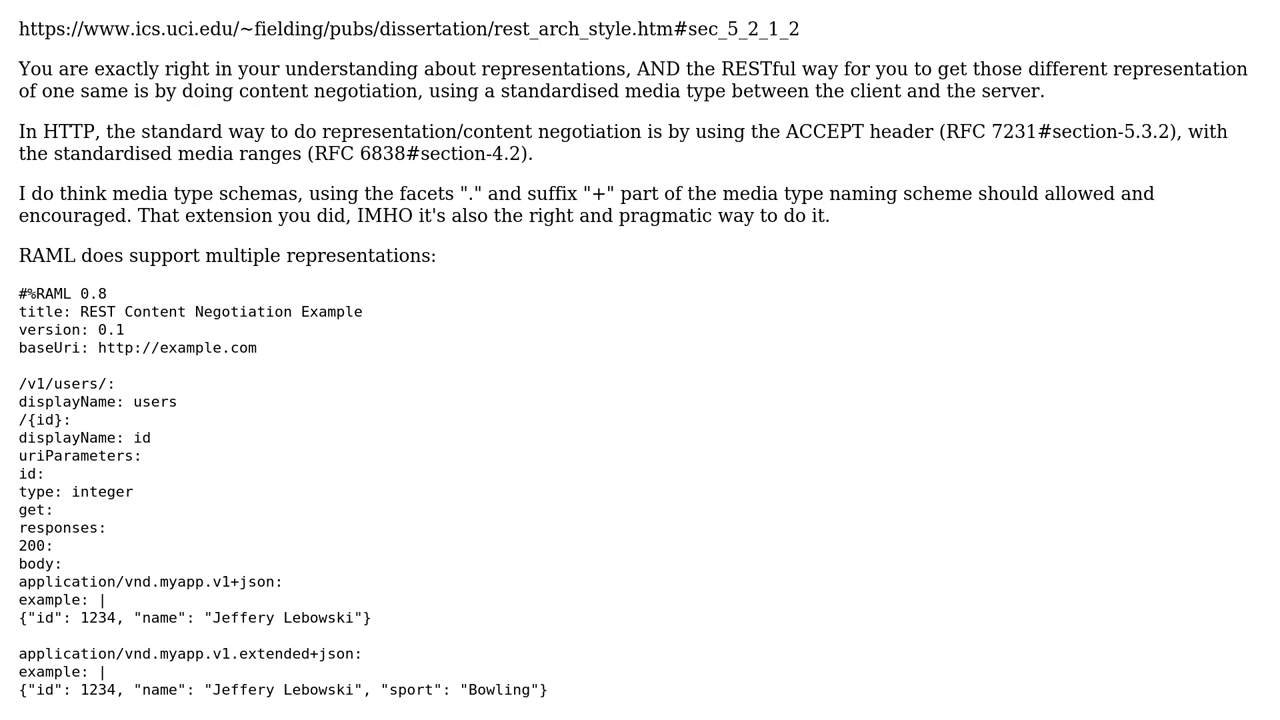 https://www.ics.uci.edu/~fielding/pubs/dissertation/rest_arch_style.htm#sec_5_2_1_2
You are exactly right in your understanding about representations, AND the RESTful way for you to get those different representation
of one same is by doing content negotiation, using a standardised media type between the client and the server.
In HTTP, the standard way to do representation/content negotiation is by using the ACCEPT header (RFC 7231#section-5.3.2), with
the standardised media ranges (RFC 6838#section-4.2).
I do think media type schemas, using the facets "." and suffix "+" part of the media type naming scheme should allowed and
encouraged. That extension you did, IMHO it's also the right and pragmatic way to do it.
RAML does support multiple representations:
#%RAML 0.8
title: REST Content Negotiation Example
version: 0.1
baseUri: http://example.com
/v1/users/:
displayName: users
/{id}:
displayName: id
uriParameters:
id:
type: integer
get:
responses:
200:
body:
application/vnd.myapp.v1+json:
example: |
{"id": 1234, "name": "Jeffery Lebowski"}
application/vnd.myapp.v1.extended+json:
example: |
{"id": 1234, "name": "Jeffery Lebowski", "sport": "Bowling"}